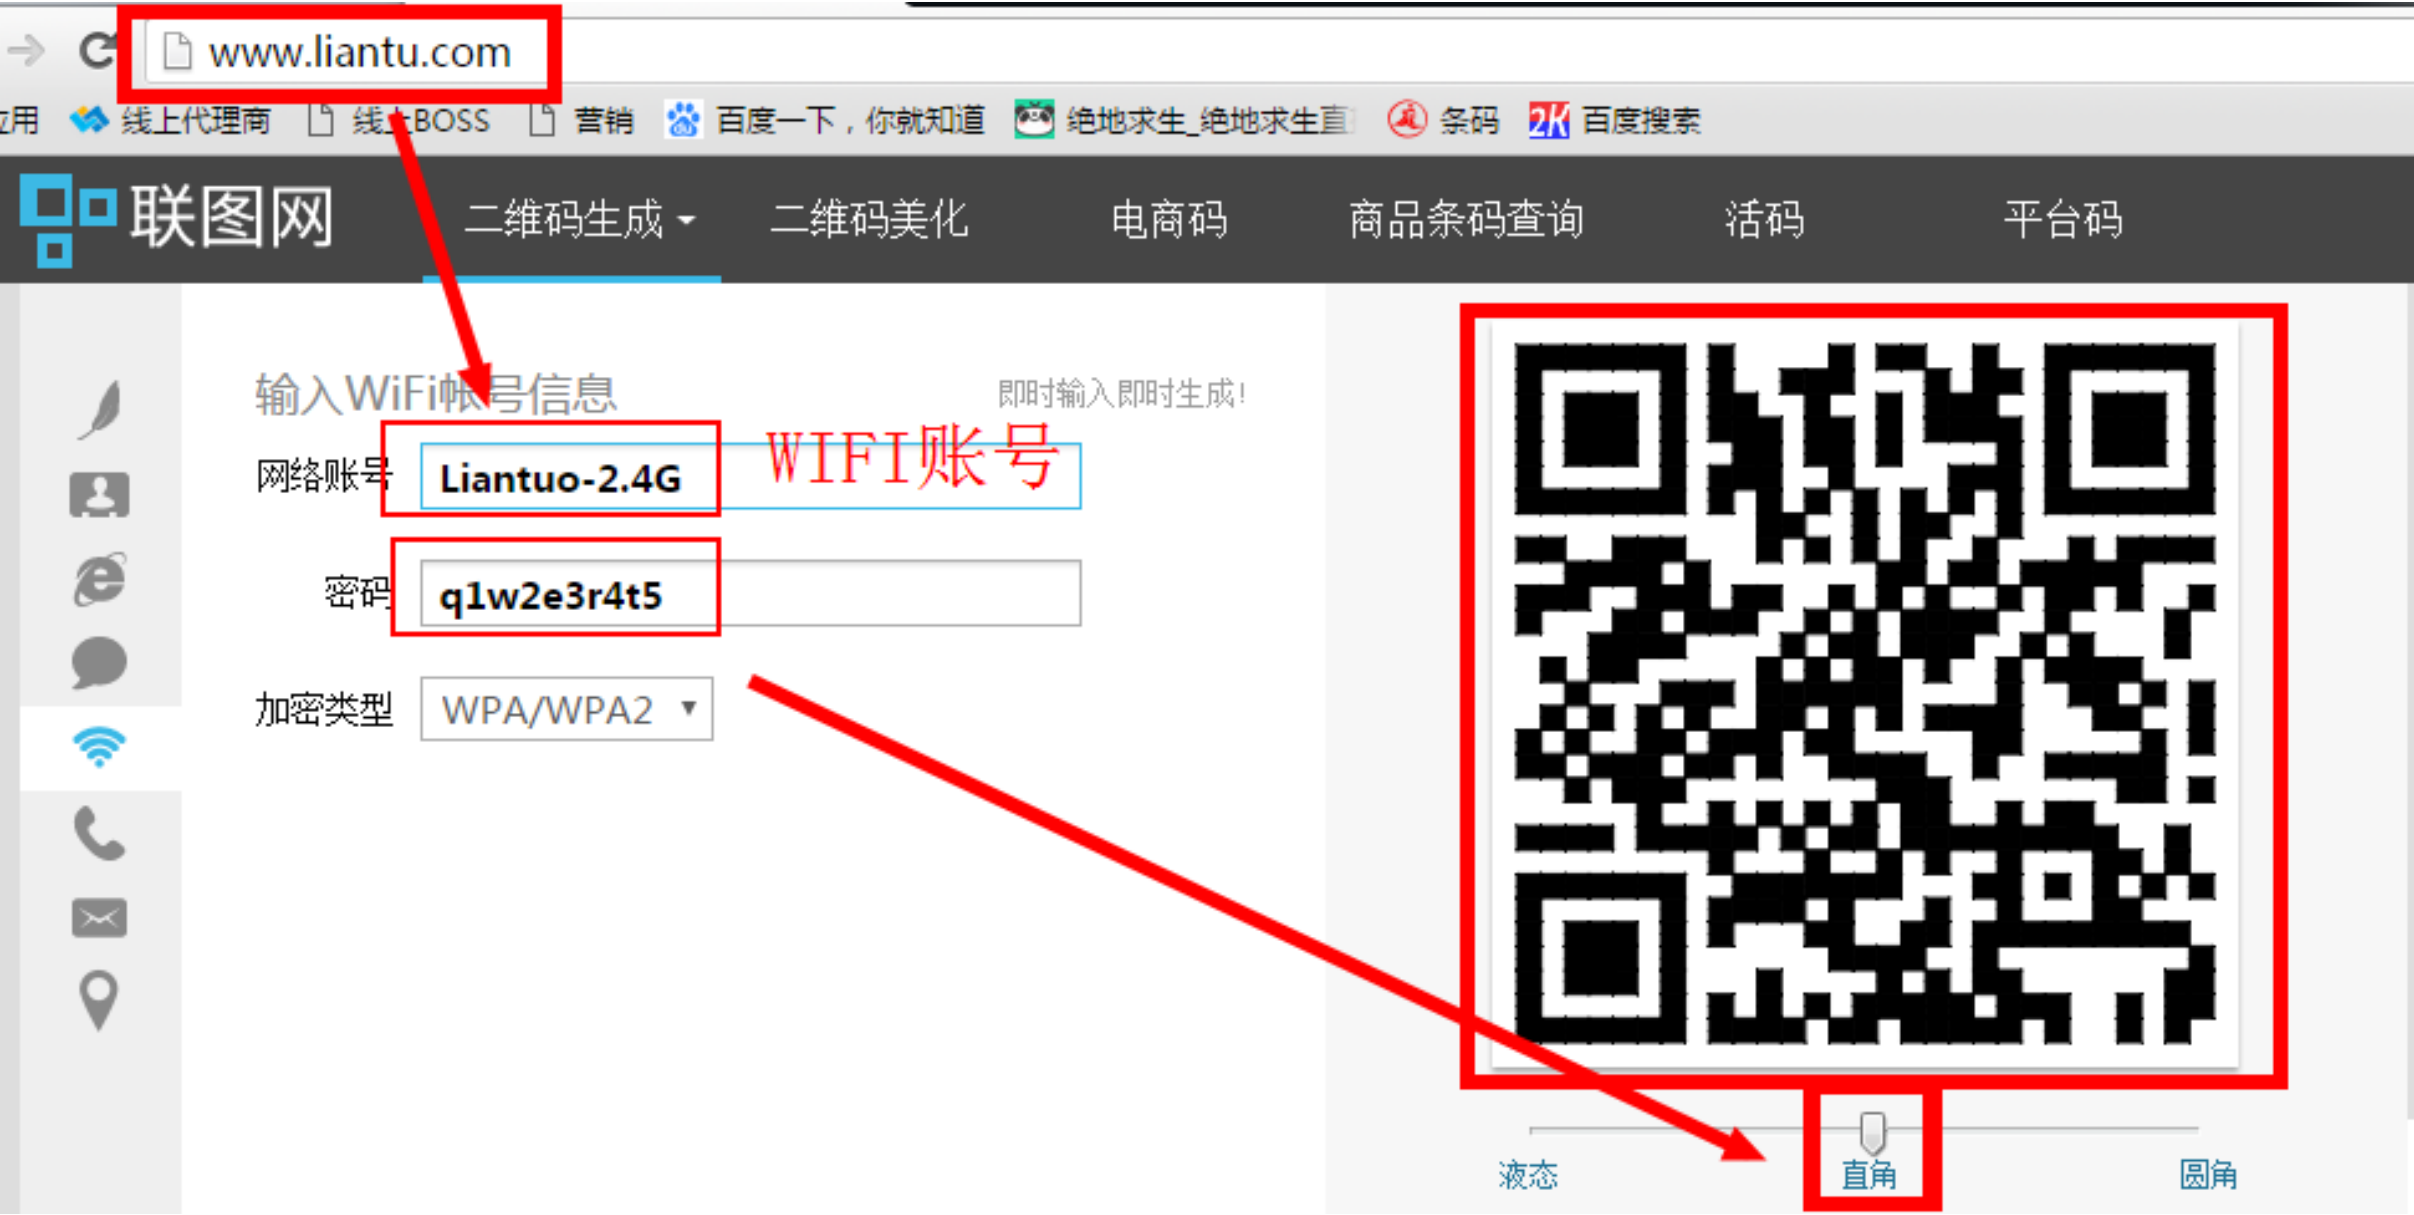 www.liantu.com
应用 线上代理商 线上BOSS 营销 百度一下，你就知道 绝地求生_绝地求生直 条码 2K 百度搜索
联图网 二维码生成 二维码美化 电商码 商品条码查询 活码 平台码
输入WiFi帐号信息 即时输入即时生成!
网络账号 Liantuo-2.4G WIFI账号
密码 q1w2e3r4t5
加密类型 WPA/WPA2
液态 直角 圆角